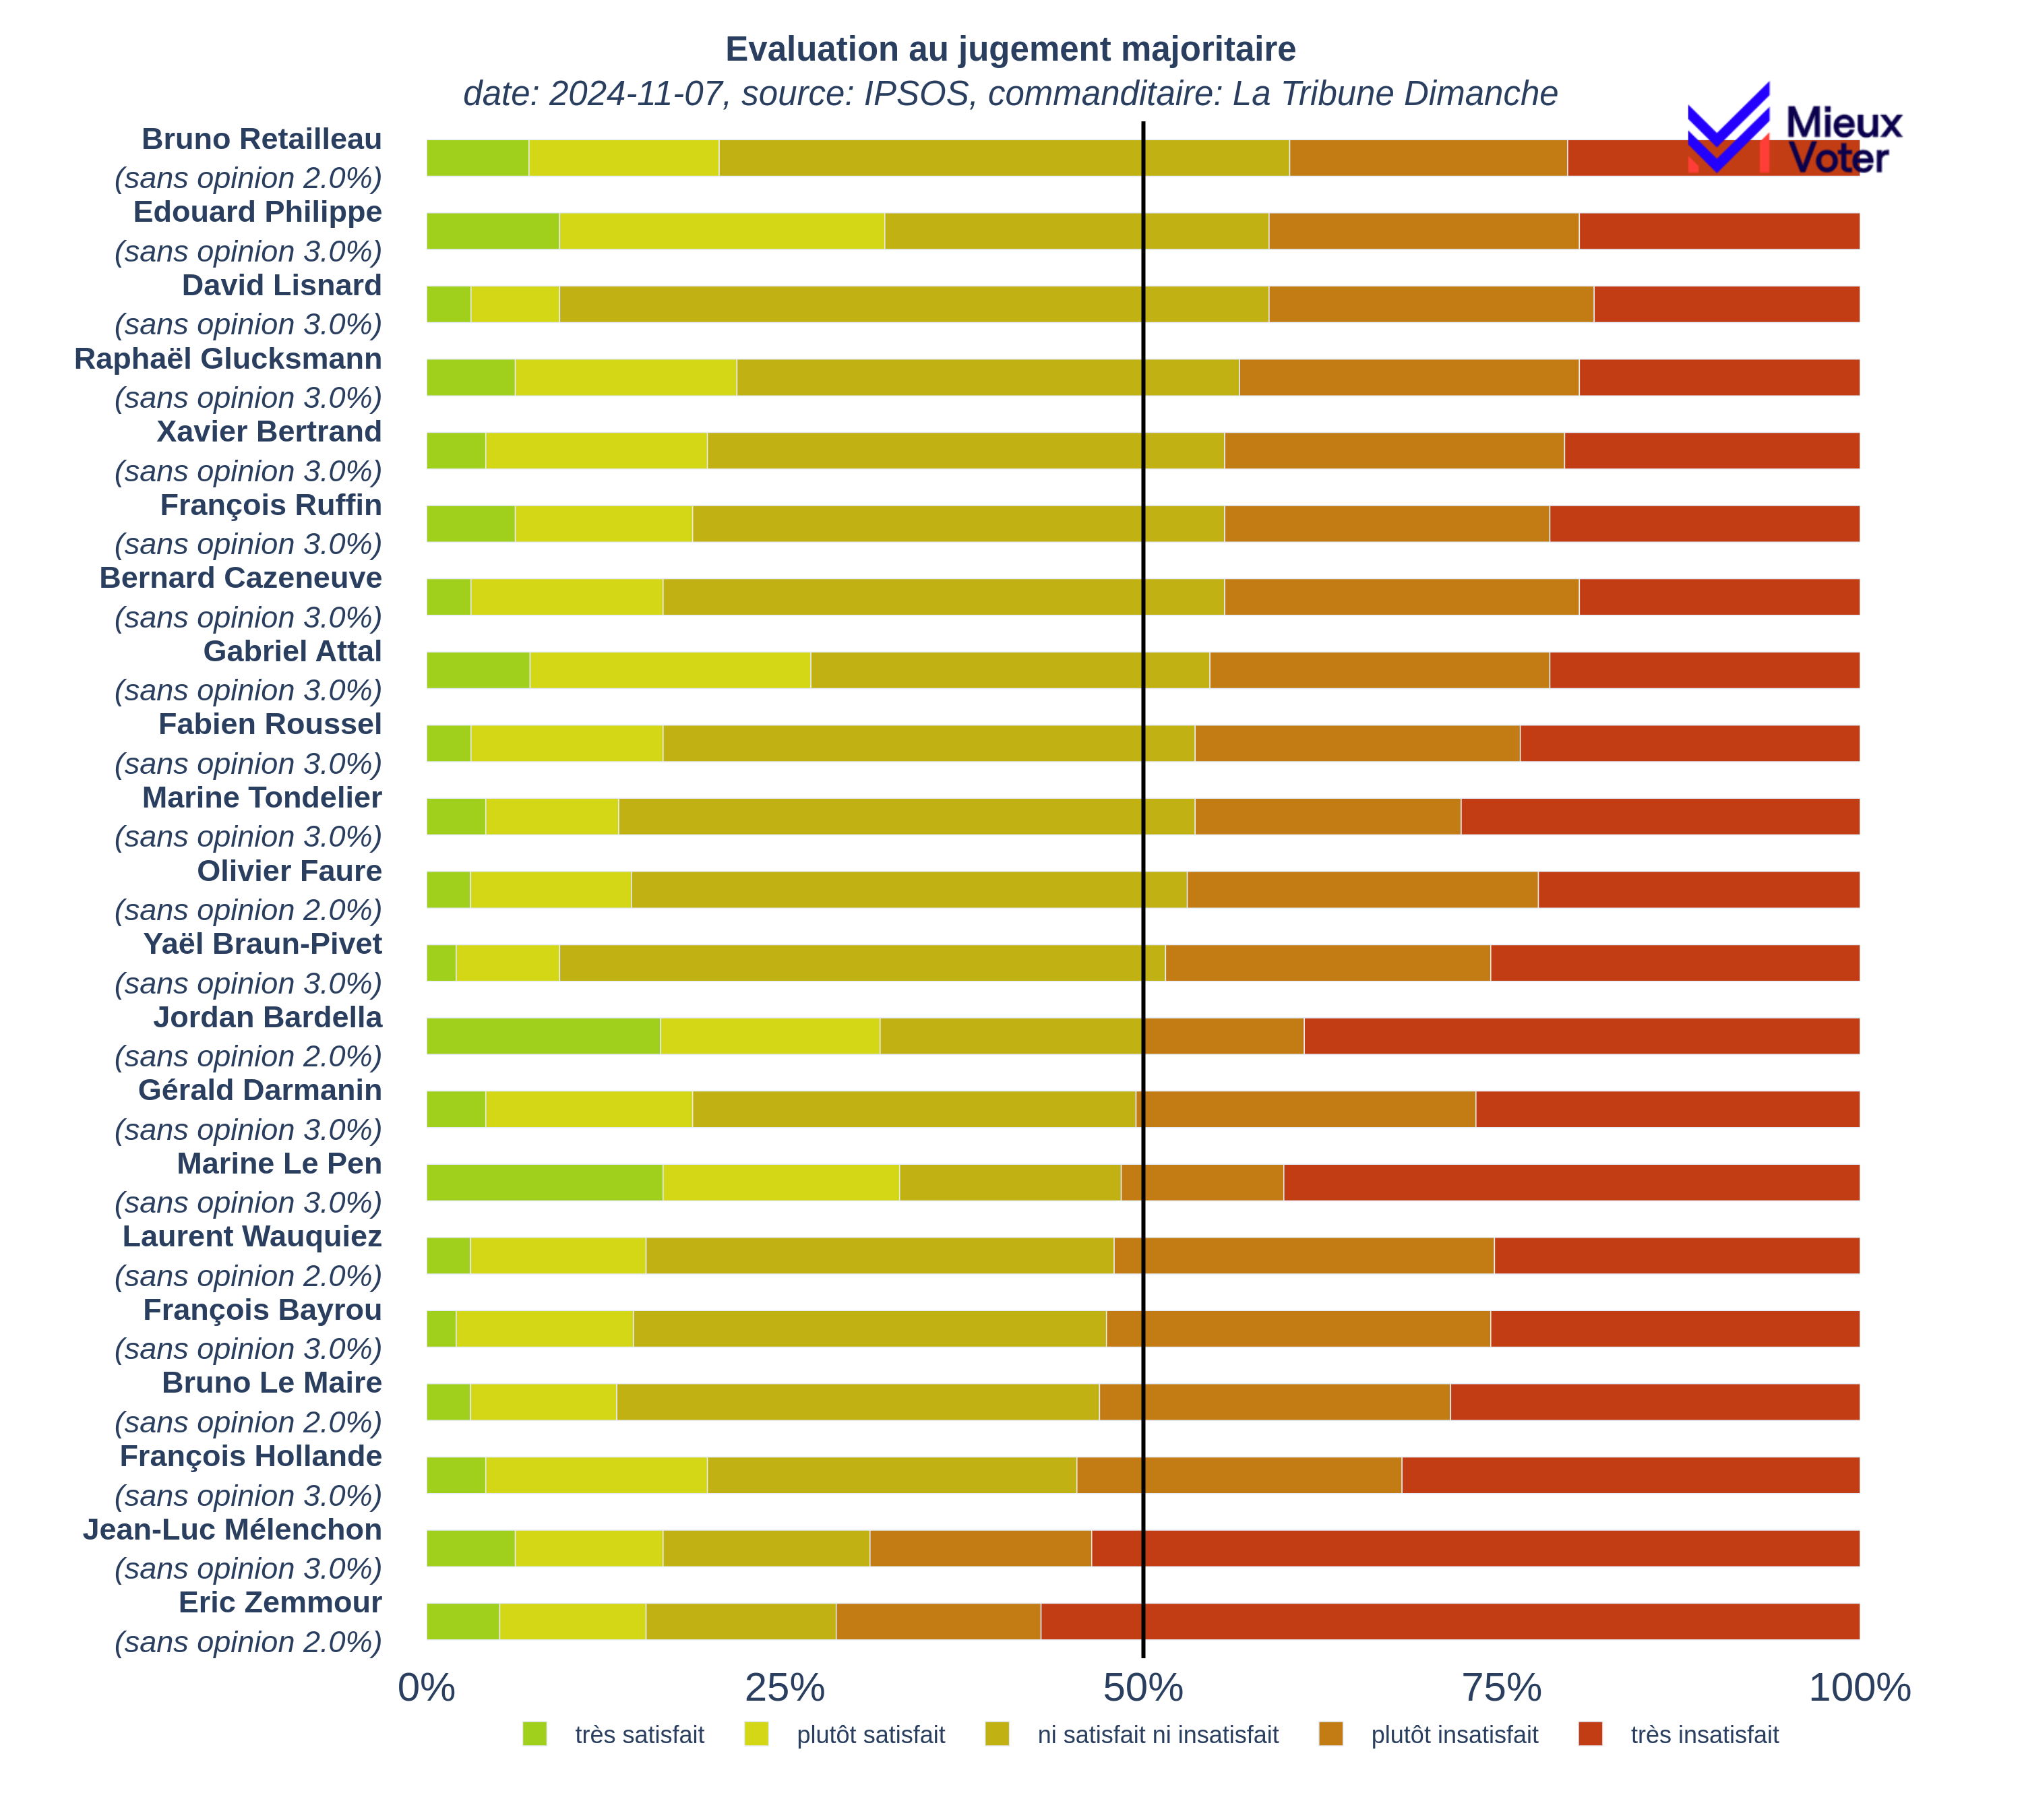 Evaluation au jugement majoritaire
date: 2024-11-07, source: IPSOS, commanditaire: La Tribune Dimanche
Mieux
Voter
Bruno Retailleau
(sans opinion 2.0%)
Edouard Philippe
(sans opinion 3.0%)
David Lisnard
(sans opinion 3.0%)
Raphaël Glucksmann
(sans opinion 3.0%)
Xavier Bertrand
(sans opinion 3.0%)
François Ruffin
(sans opinion 3.0%)
Bernard Cazeneuve
(sans opinion 3.0%)
Gabriel Attal
(sans opinion 3.0%)
Fabien Roussel
(sans opinion 3.0%)
Marine Tondelier
(sans opinion 3.0%)
Olivier Faure
(sans opinion 2.0%)
Yaël Braun-Pivet
(sans opinion 3.0%)
Jordan Bardella
(sans opinion 2.0%)
Gérald Darmanin
(sans opinion 3.0%)
Marine Le Pen
(sans opinion 3.0%)
Laurent Wauquiez
(sans opinion 2.0%)
François Bayrou
(sans opinion 3.0%)
Bruno Le Maire
(sans opinion 2.0%)
François Hollande
(sans opinion 3.0%)
Jean-Luc Mélenchon
(sans opinion 3.0%)
Eric Zemmour
(sans opinion 2.0%)
0% 25% 50% 75% 100%
très satisfait plutôt satisfait ni satisfait ni insatisfait plutôt insatisfait très insatisfait